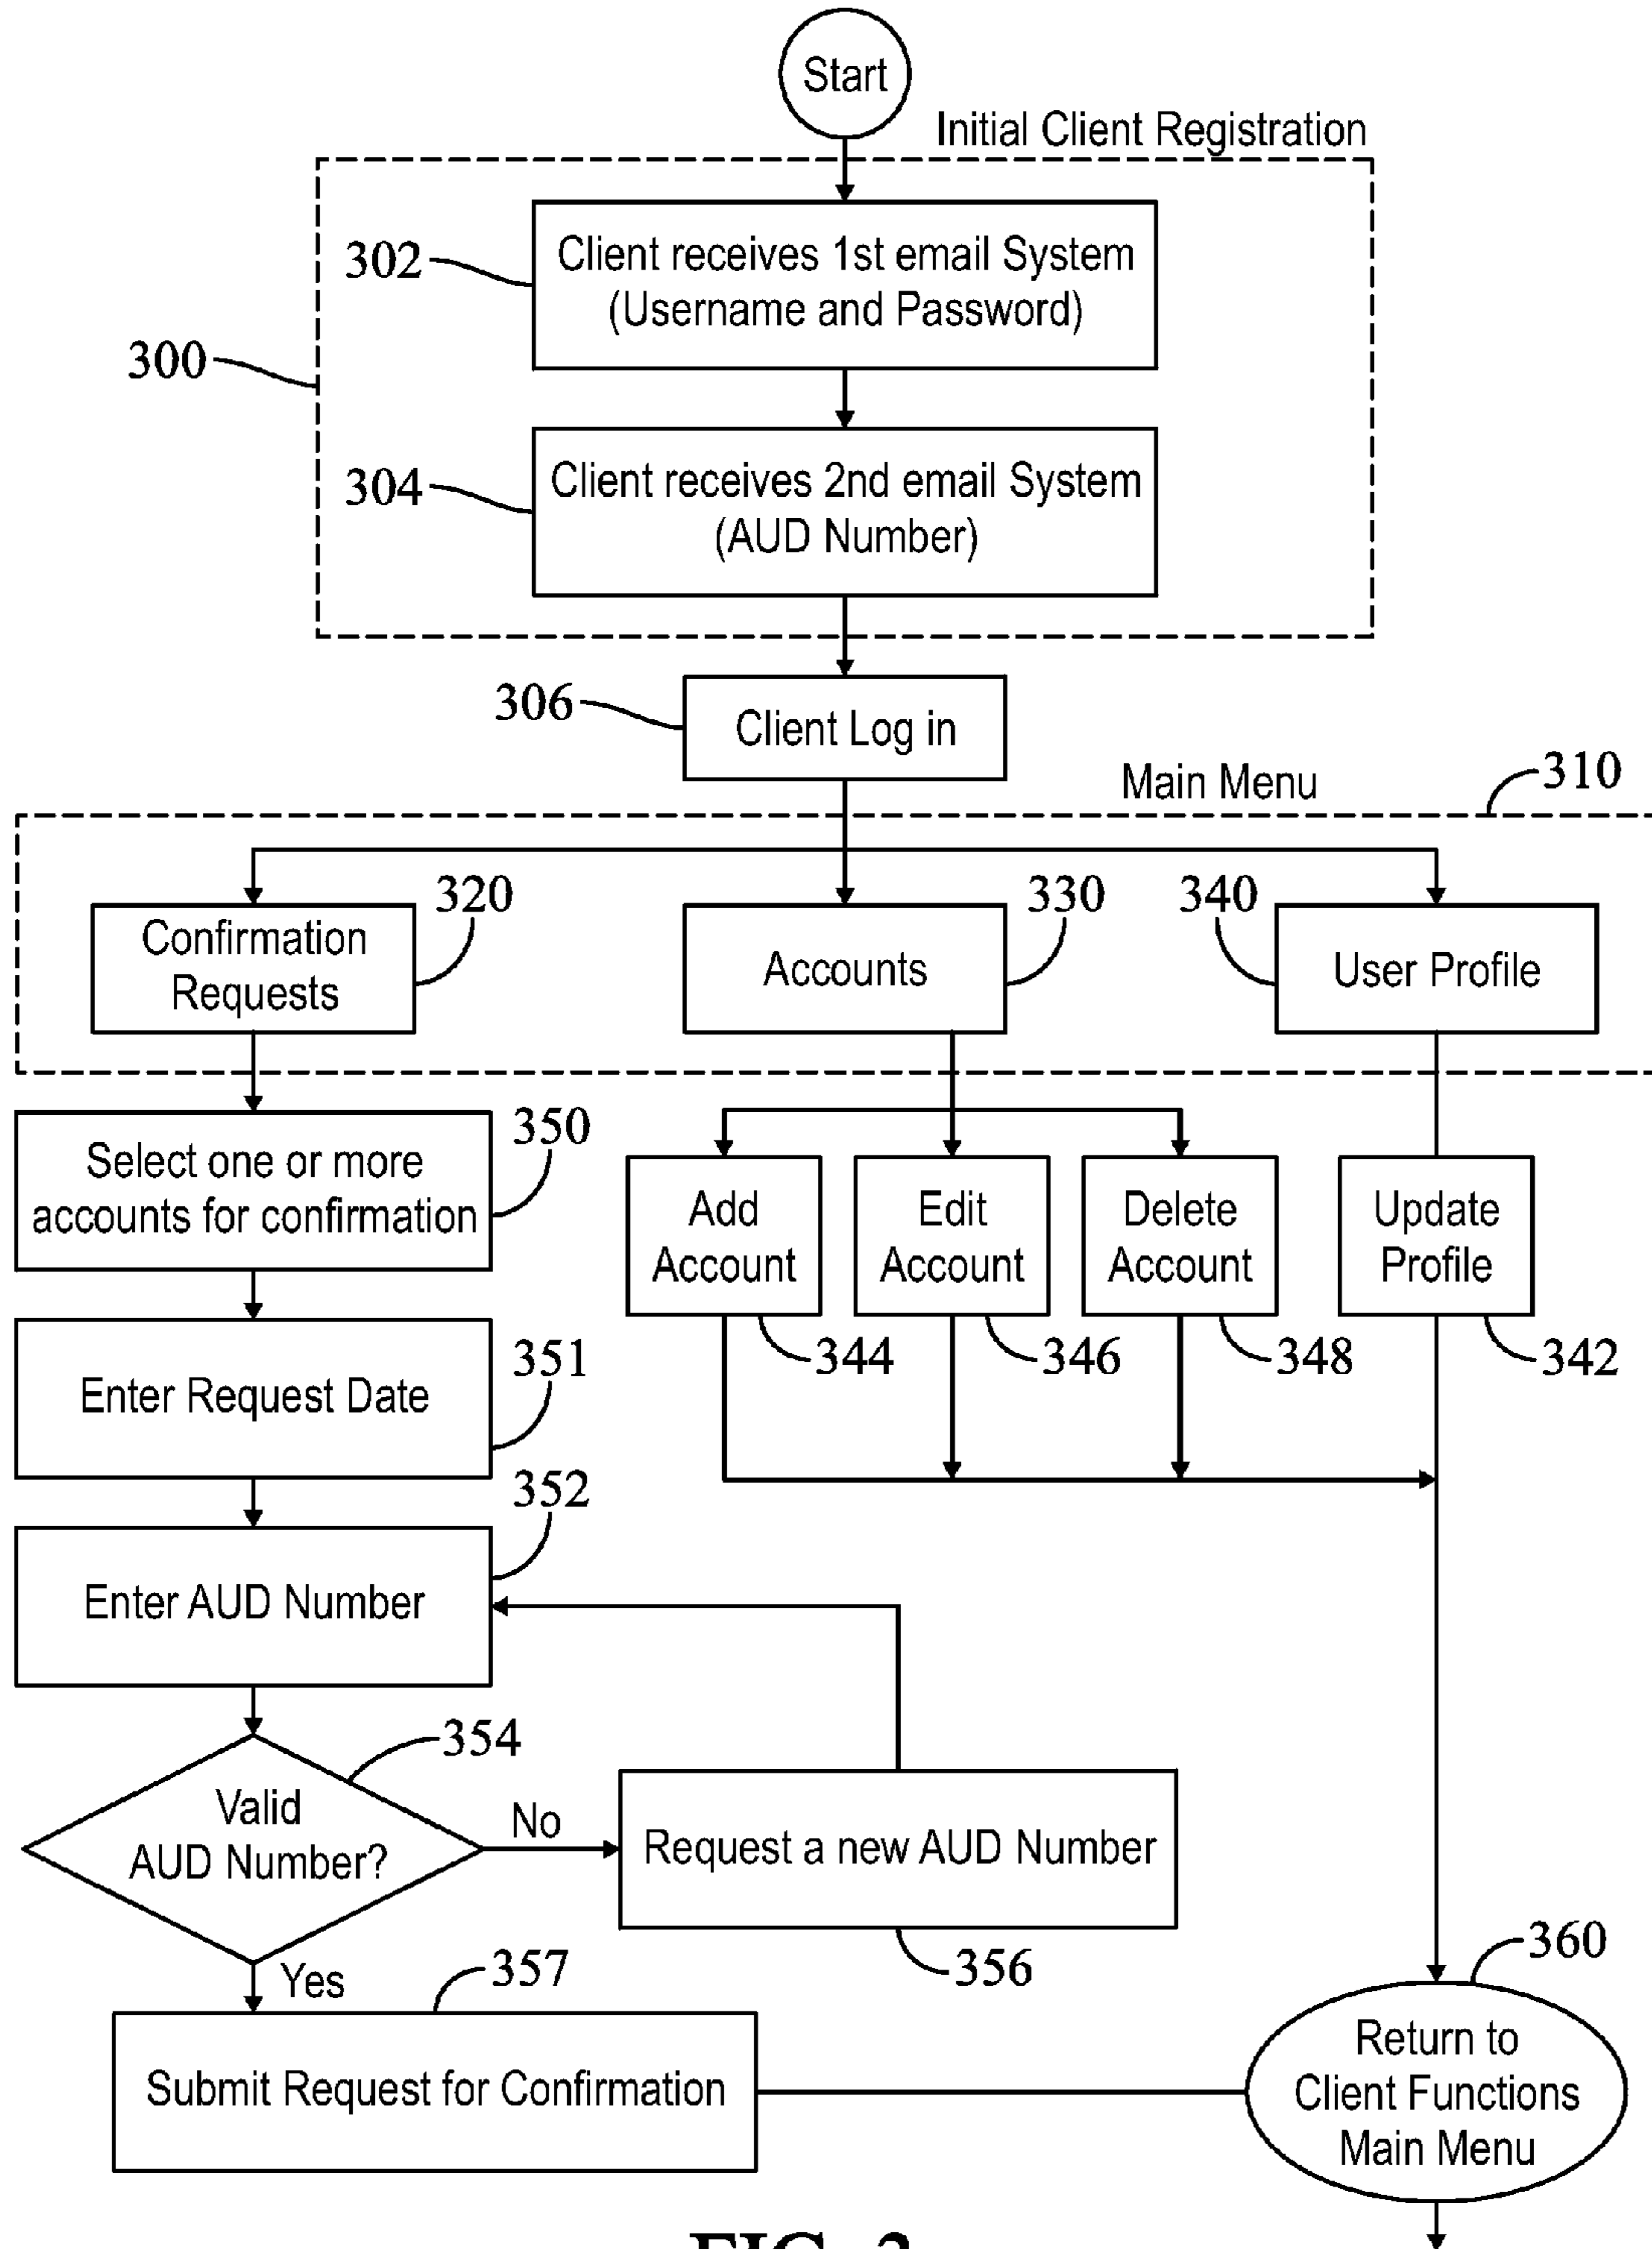 Start
Initial Client Registration
302
Client receives 1st email System
(Username and Password)
300
304
Client receives 2nd email System
(AUD Number)
306
Client Log in
Main Menu
310
320
330
340
Confirmation
Requests
Accounts
User Profile
350
Select one or more
accounts for confirmation
Add
Account
Edit
Account
Delete
Account
Update
Profile
344
346
348
342
351
Enter Request Date
352
Enter AUD Number
354
Valid
AUD Number?
No
Request a new AUD Number
356
Yes
357
Submit Request for Confirmation
360
Return to
Client Functions
Main Menu
FIG. 3